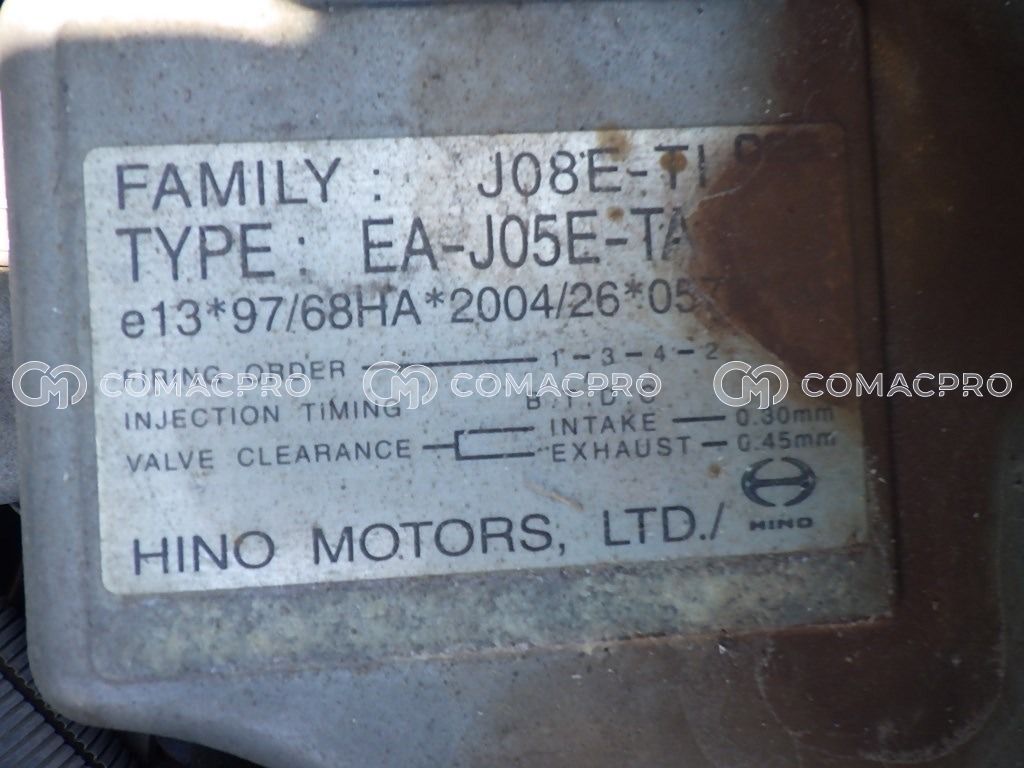 FAMILY : J08E-TI
TYPE : EA-J05E-TA
e13*97/68HA*2004/26*057
FIRING ORDER 1-3-4-2
COMACPRO COMACPRO COMACPRO
INJECTION TIMING
INTAKE 0.30mm
VALVE CLEARANCE
EXHAUST 0.45mm
HINO MOTORS, LTD./
HINO